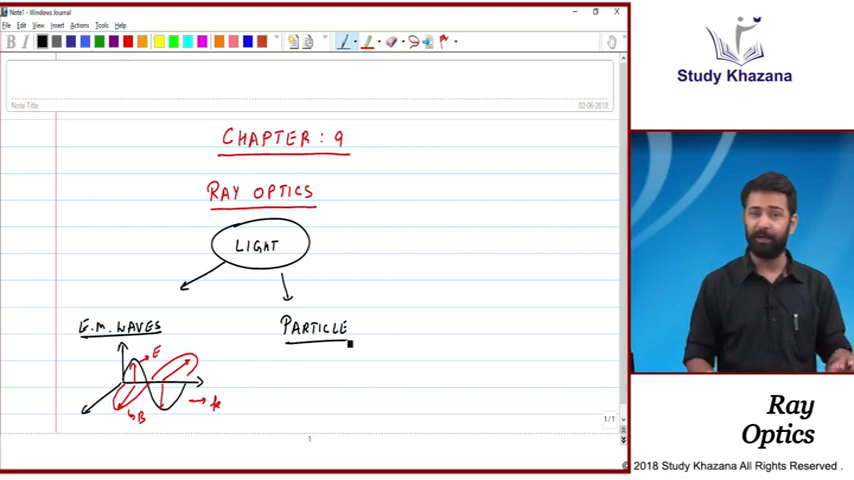 Note1 - Windows Journal
File Edit View Insert Actions Tools Help
B I
Note Title
02-06-2018
CHAPTER : 9
RAY OPTICS
LIGHT
E.M. WAVES
PARTICLE
E
B
1/1
1
Study Khazana
Ray
Optics
© 2018 Study Khazana All Rights Reserved .